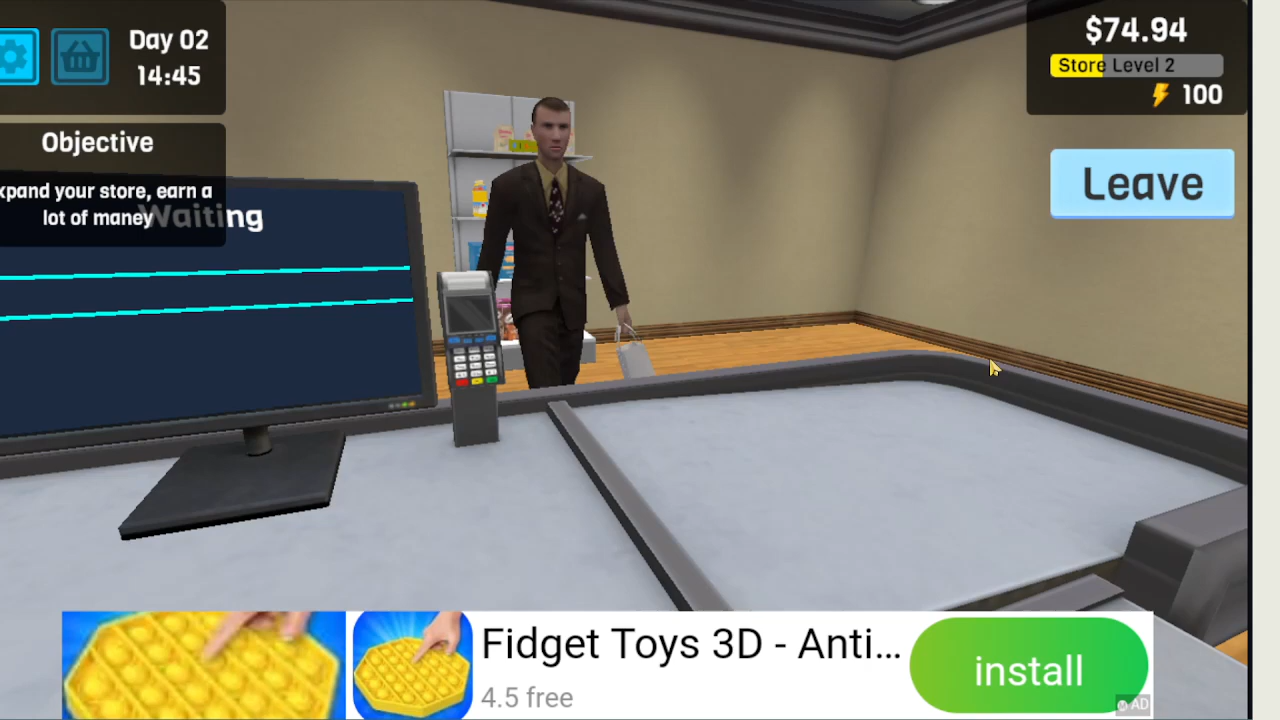 Day 02
14:45
$74.94
Store Level 2
100
Objective
xpand your store, earn a
lot of maney
Waiting
Leave
Fidget Toys 3D - Anti...
4.5 free
install
AD